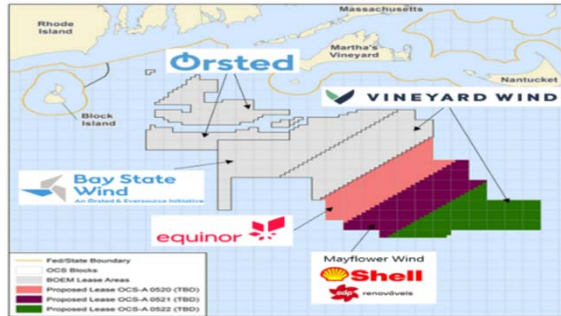 Massachusetts
Rhode
Island
Martha's
Vineyard
Nantucket
Block
Island
Ørsted
VINEYARD WIND
Bay State
Wind
An Ørsted & Eversource Initiative
equinor
Mayflower Wind
Shell
edp renováveis
Fed/State Boundary
OCS Blocks
BOEM Lease Areas
Proposed Lease OCS-A 0520 (TBD)
Proposed Lease OCS-A 0521 (TBD)
Proposed Lease OCS-A 0522 (TBD)